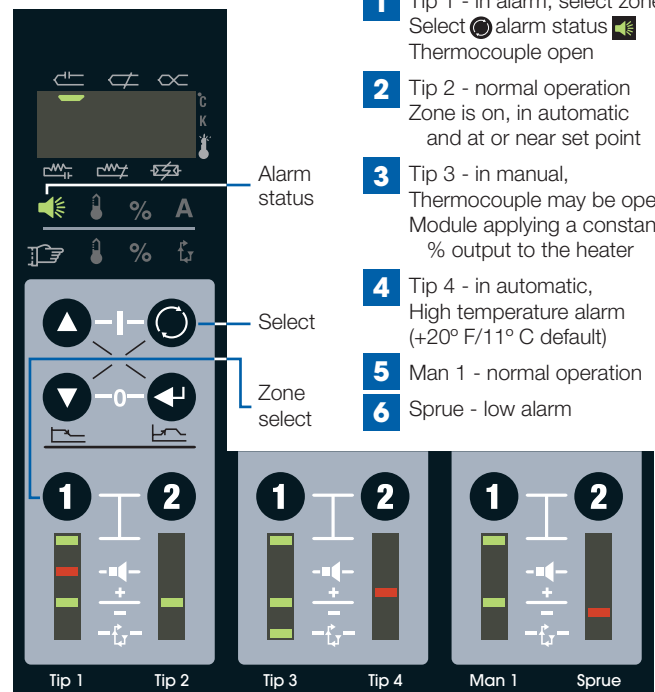 1 Tip 1 - in alarm, select zone
Select alarm status
Thermocouple open
2 Tip 2 - normal operation
Zone is on, in automatic
and at or near set point
3 Tip 3 - in manual,
Thermocouple may be ope
Module applying a constan
% output to the heater
4 Tip 4 - in automatic,
High temperature alarm
(+20º F/11º C default)
5 Man 1 - normal operation
6 Sprue - low alarm
°C
K
% A
%
Alarm
status
Select
Zone
select
I
0
1 2
1 2
1 2
+
−
+
−
+
−
Tip 1 Tip 2 Tip 3 Tip 4 Man 1 Sprue